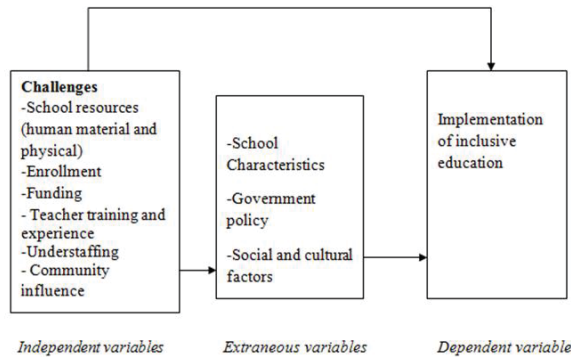 Challenges
-School resources
(human material and
physical)
-Enrollment
-Funding
- Teacher training and
experience
-Understaffing
- Community
influence
-School
Characteristics
-Government
policy
-Social and cultural
factors
Implementation
of inclusive
education
Independent variables
Extraneous variables
Dependent variable